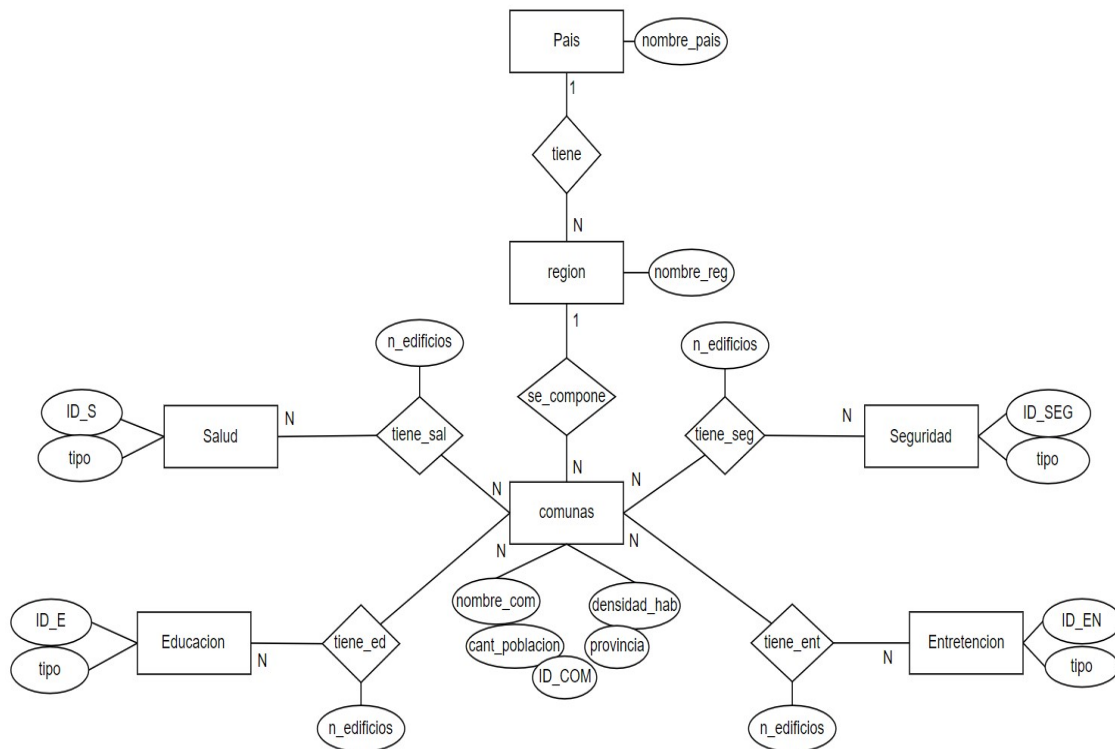 Pais
nombre_pais
1
tiene
N
región
nombre_reg
1
n_edificios
n_edificios
se_compone
ID_S
tipo
Salud
N
tiene_sal
N
N
tiene_seg
N
N
Seguridad
ID_SEG
tipo
comunas
N
N
nombre_com
densidad_hab
cant_poblacion
provincia
ID_COM
ID_E
tipo
Educacion
N
tiene_ed
n_edificios
tiene_ent
N
Entretencion
ID_EN
tipo
n_edificios